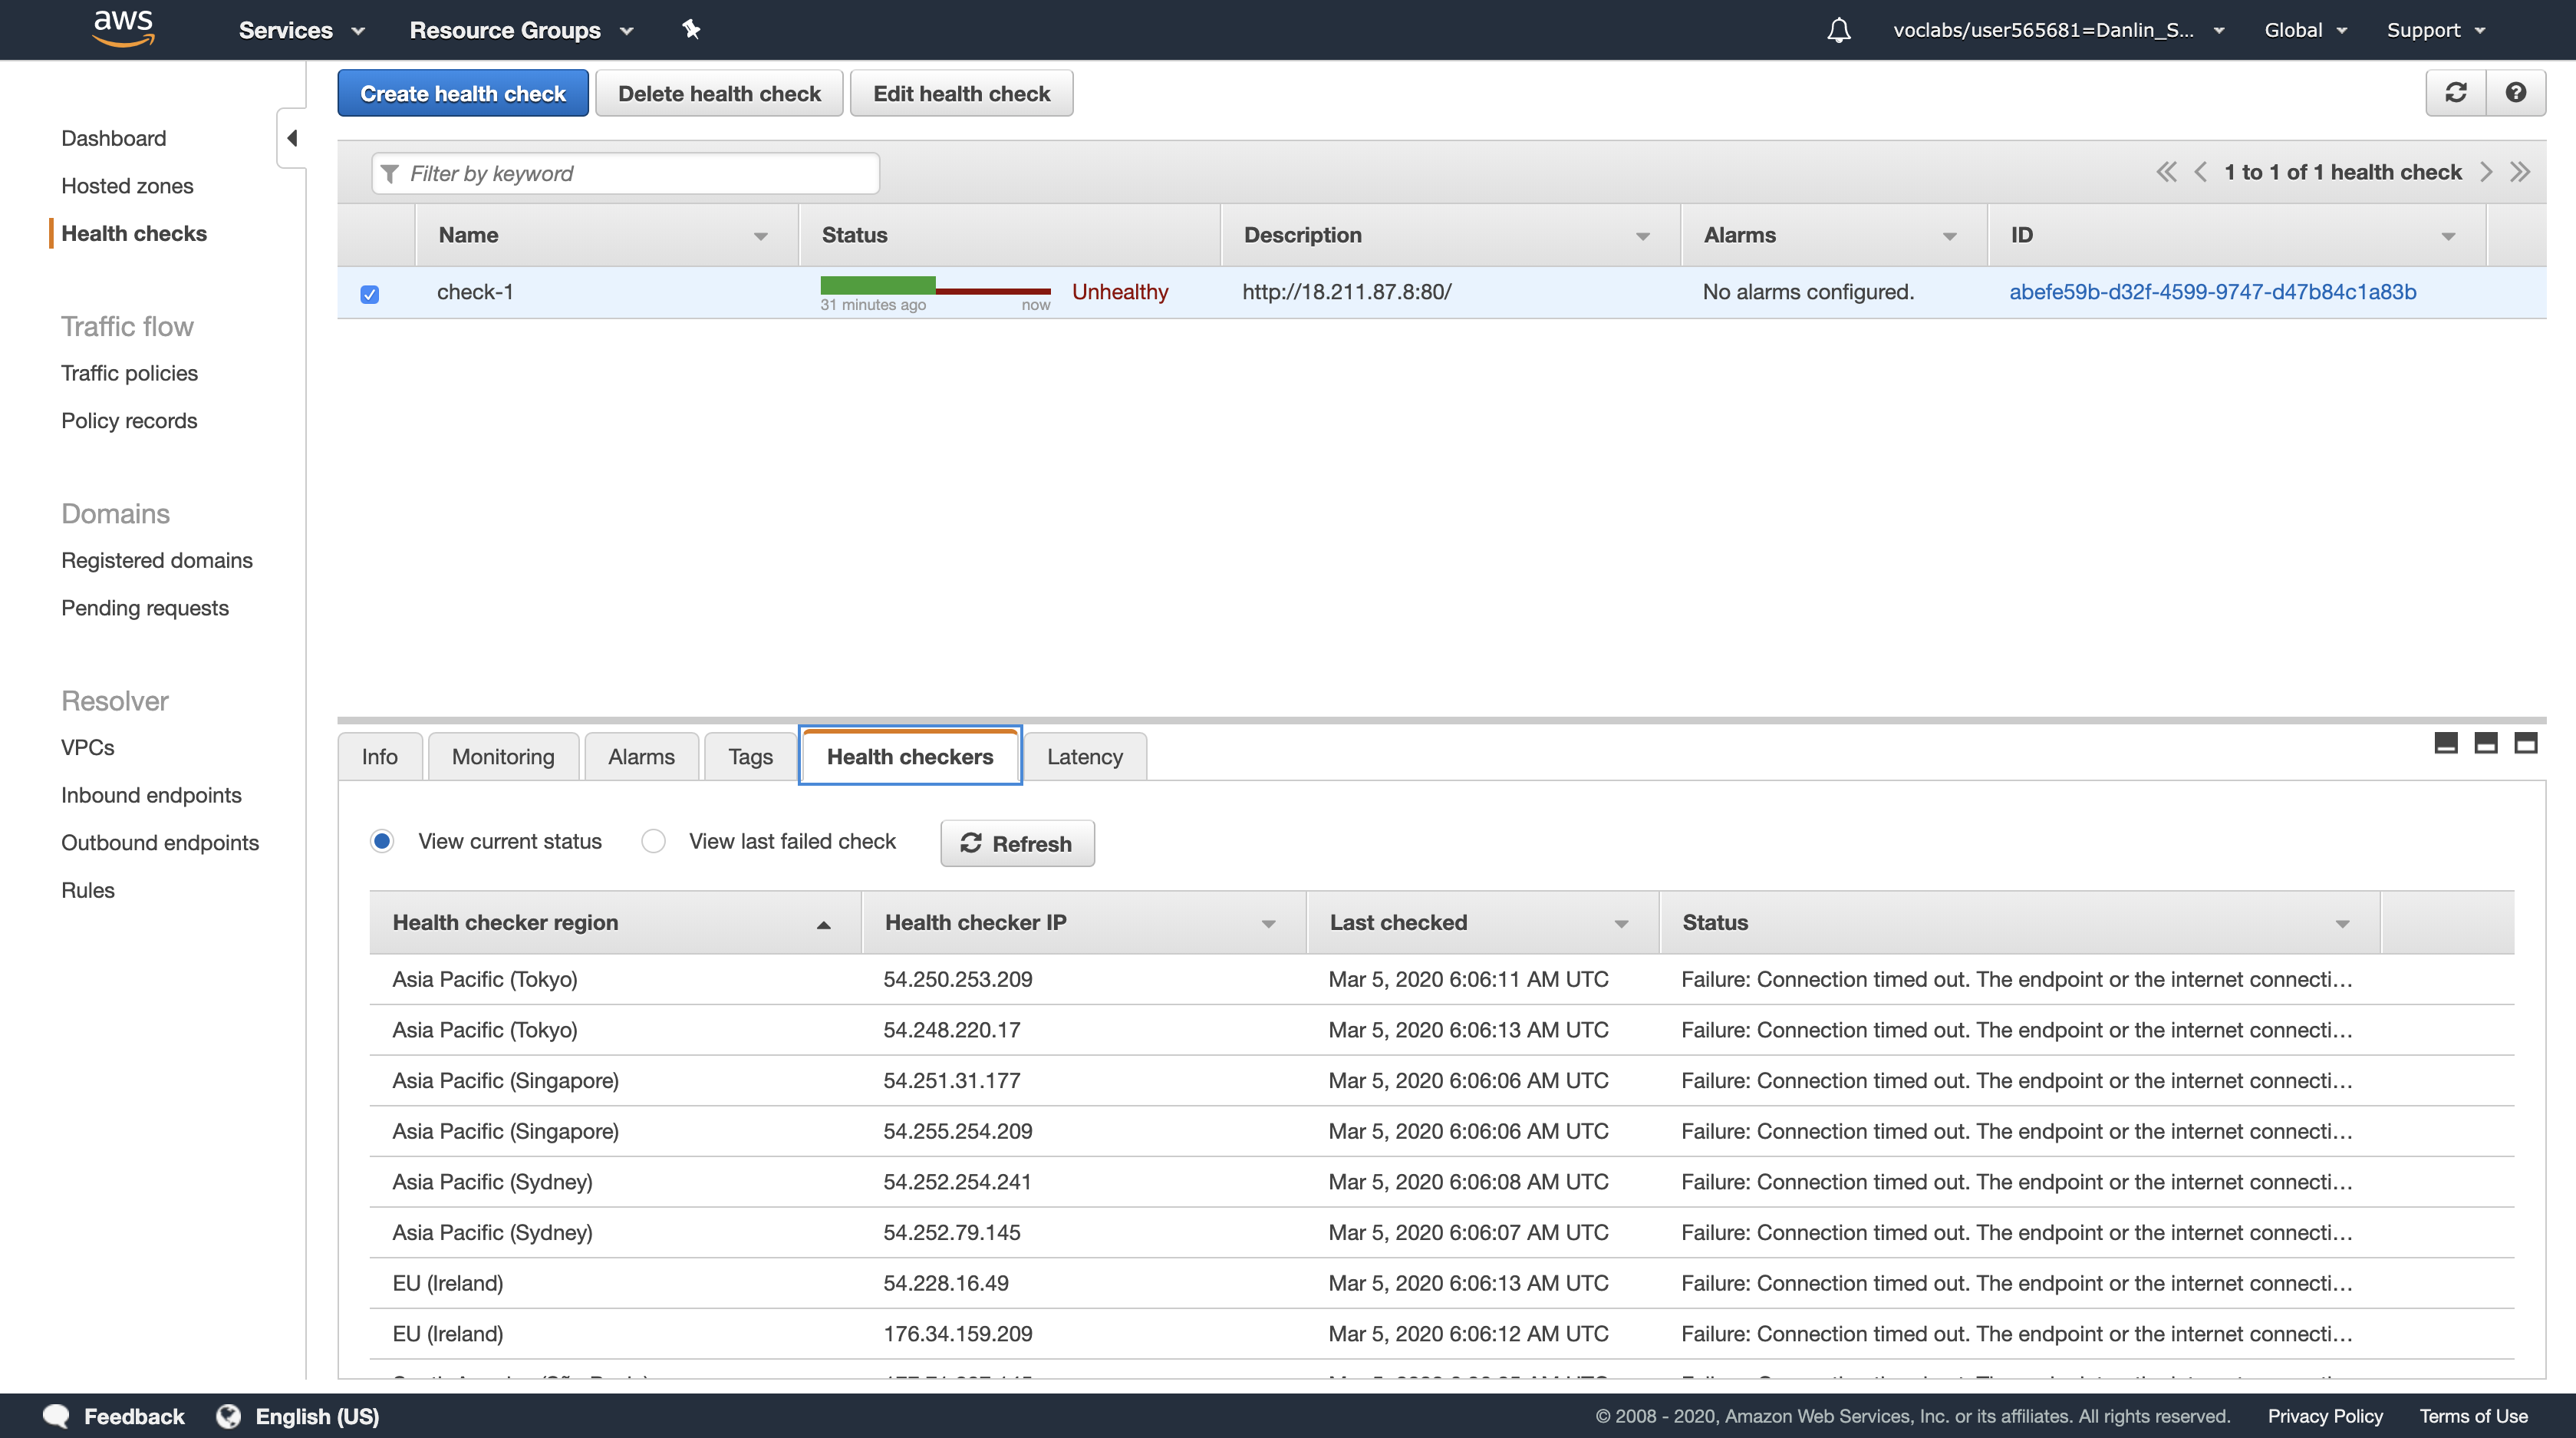 aws Services Resource Groups voclabs/user565681=Danlin_S... Global Support
Create health check Delete health check Edit health check
Dashboard
Hosted zones
Health checks
Traffic flow
Traffic policies
Policy records
Domains
Registered domains
Pending requests
Resolver
VPCs
Inbound endpoints
Outbound endpoints
Rules
Filter by keyword 1 to 1 of 1 health check
Name Status Description Alarms ID
check-1 31 minutes ago now Unhealthy http://18.211.87.8:80/ No alarms configured. abefe59b-d32f-4599-9747-d47b84c1a83b
Info Monitoring Alarms Tags Health checkers Latency
View current status View last failed check Refresh
Health checker region Health checker IP Last checked Status
Asia Pacific (Tokyo) 54.250.253.209 Mar 5, 2020 6:06:11 AM UTC Failure: Connection timed out. The endpoint or the internet connecti...
Asia Pacific (Tokyo) 54.248.220.17 Mar 5, 2020 6:06:13 AM UTC Failure: Connection timed out. The endpoint or the internet connecti...
Asia Pacific (Singapore) 54.251.31.177 Mar 5, 2020 6:06:06 AM UTC Failure: Connection timed out. The endpoint or the internet connecti...
Asia Pacific (Singapore) 54.255.254.209 Mar 5, 2020 6:06:06 AM UTC Failure: Connection timed out. The endpoint or the internet connecti...
Asia Pacific (Sydney) 54.252.254.241 Mar 5, 2020 6:06:08 AM UTC Failure: Connection timed out. The endpoint or the internet connecti...
Asia Pacific (Sydney) 54.252.79.145 Mar 5, 2020 6:06:07 AM UTC Failure: Connection timed out. The endpoint or the internet connecti...
EU (Ireland) 54.228.16.49 Mar 5, 2020 6:06:13 AM UTC Failure: Connection timed out. The endpoint or the internet connecti...
EU (Ireland) 176.34.159.209 Mar 5, 2020 6:06:12 AM UTC Failure: Connection timed out. The endpoint or the internet connecti...
Feedback English (US) © 2008 - 2020, Amazon Web Services, Inc. or its affiliates. All rights reserved. Privacy Policy Terms of Use